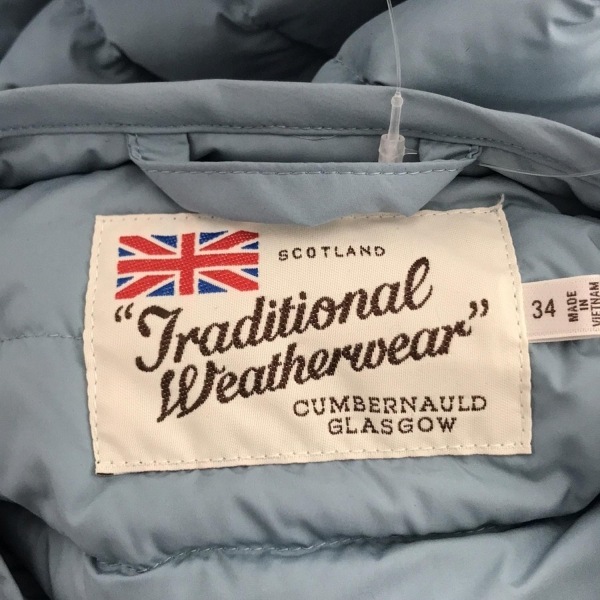 SCOTLAND
"Traditional
Weatherwear"
CUMBERNAULD
GLASGOW
34
MADE
IN
VIETNAM